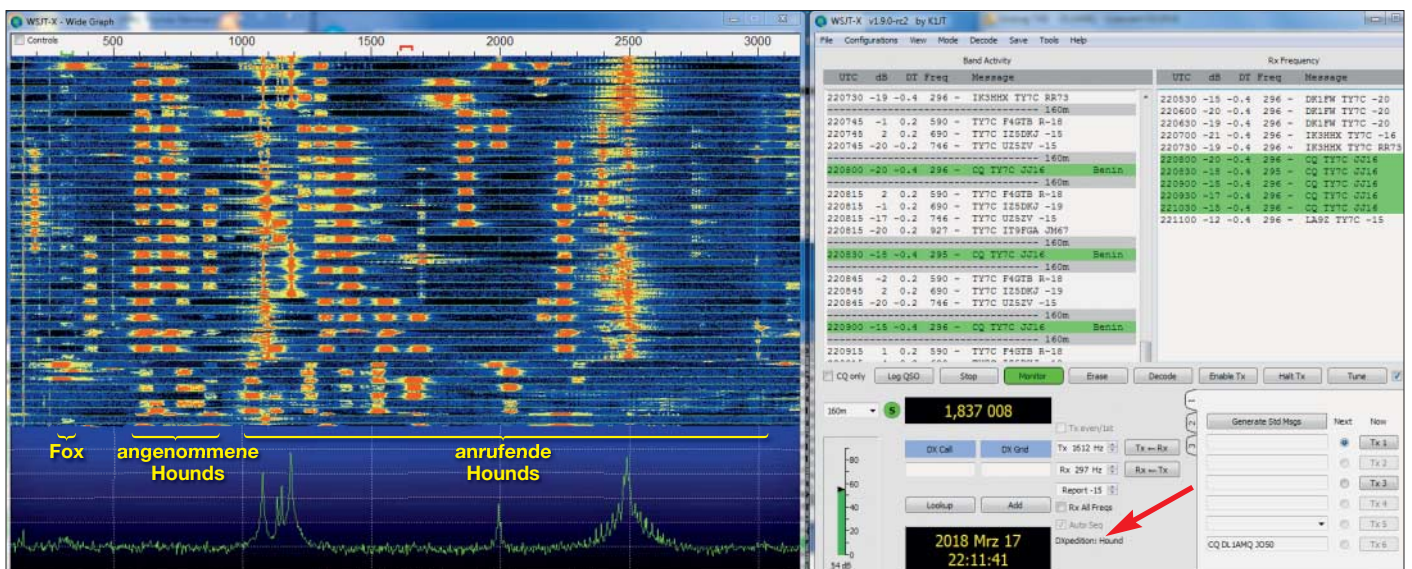 WSJT-X - Wide Graph
Controls 500 1000 1500 2000 2500 3000
Fox
angenommene Hounds
anrufende Hounds
WSJT-X v1.9.0-rc2 by K1JT
File Configurations View Mode Decode Save Tools Help
Band Activity
UTC dB DT Freq Message
220730 -19 -0.4 296 ~ IK3HHX TY7C RR73
160m
220745 -1 0.2 590 ~ TY7C F4GTB R-18
220745 2 0.2 690 ~ TY7C IZ5DKJ -15
220745 -20 -0.2 746 ~ TY7C UZ5ZV -15
160m
220800 -20 -0.4 296 ~ CQ TY7C JJ16 Benin
160m
220815 2 0.2 590 ~ TY7C F4GTB R-18
220815 -1 0.2 690 ~ TY7C IZ5DKJ -19
220815 -17 -0.2 746 ~ TY7C UZ5ZV -15
220815 -20 0.2 927 ~ TY7C IT9FGA JM67
160m
220830 -18 -0.4 295 ~ CQ TY7C JJ16 Benin
160m
220845 -2 0.2 590 ~ TY7C F4GTB R-18
220845 2 0.2 690 ~ TY7C IZ5DKJ -19
220845 -20 -0.2 746 ~ TY7C UZ5ZV -15
160m
220900 -15 -0.4 296 ~ CQ TY7C JJ16 Benin
160m
220915 1 0.2 590 ~ TY7C F4GTB R-18
Rx Frequency
UTC dB DT Freq Message
220530 -15 -0.4 296 ~ DK1FW TY7C -20
220600 -20 -0.4 296 ~ DK1FW TY7C -20
220630 -19 -0.4 296 ~ DK1FW TY7C -20
220700 -21 -0.4 296 ~ IK3HHX TY7C -16
220730 -19 -0.4 296 ~ IK3HHX TY7C RR73
220800 -20 -0.4 296 ~ CQ TY7C JJ16
220830 -18 -0.4 295 ~ CQ TY7C JJ16
220900 -15 -0.4 296 ~ CQ TY7C JJ16
220930 -17 -0.4 296 ~ CQ TY7C JJ16
221030 -15 -0.4 296 ~ CQ TY7C JJ16
221100 -12 -0.4 296 ~ LA9Z TY7C -15
CQ only Log QSO Stop Monitor Erase Decode Enable Tx Halt Tx Tune
160m S 1,837 008
Tx even/1st
DX Call DX Grid Tx 1612 Hz Tx ← Rx
Rx 297 Hz Rx ← Tx
Report -15
Lookup Add Rx All Freqs
Auto Seq
DXpedition: Hound
2018 Mrz 17
22:11:41
-80
-60
-40
-20
-0
54 dB
1
2
3
Generate Std Msgs Next Now
Tx 1
Tx 2
Tx 3
Tx 4
Tx 5
CQ DL1AMQ JO50 Tx 6